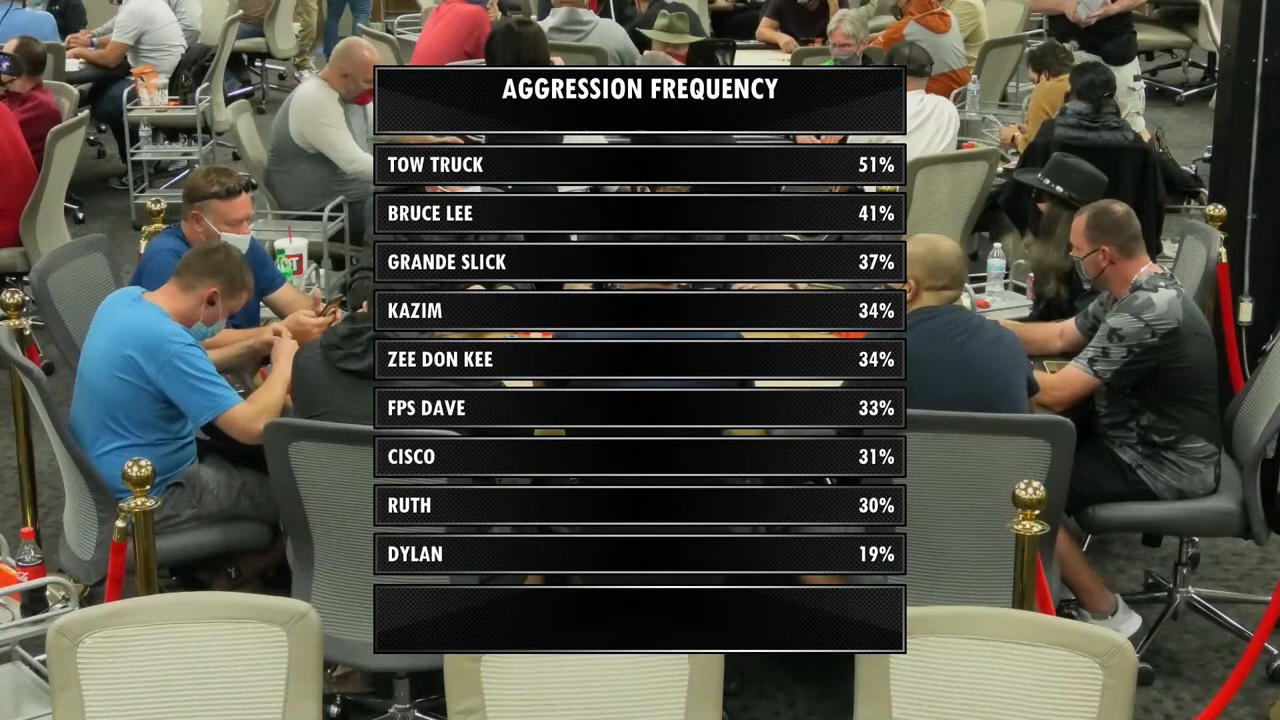 AGGRESSION FREQUENCY
TOW TRUCK 51%
BRUCE LEE 41%
GRANDE SLICK 37%
KAZIM 34%
ZEE DON KEE 34%
FPS DAVE 33%
CISCO 31%
RUTH 30%
DYLAN 19%